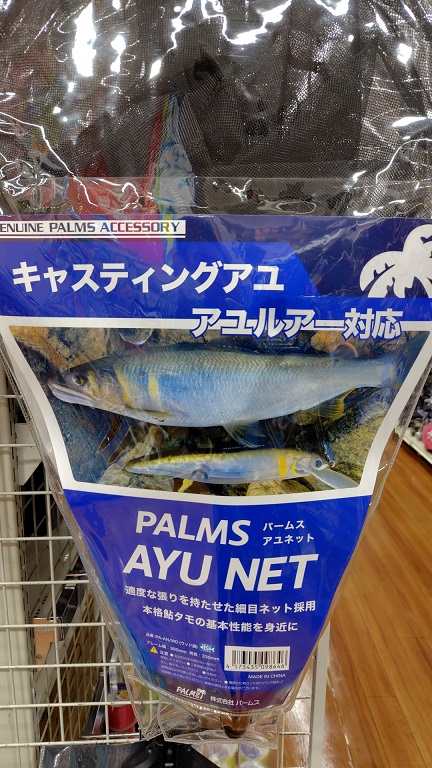 GENUINE PALMS ACCESSORY
キャスティングアユ
アユルアー対応
PALMS
パームス
アユネット
AYU NET
適度な張りを持たせた細目ネット採用
本格鮎タモの基本性能を身近に
MADE IN CHINA
PALMS
株式会社 パームス